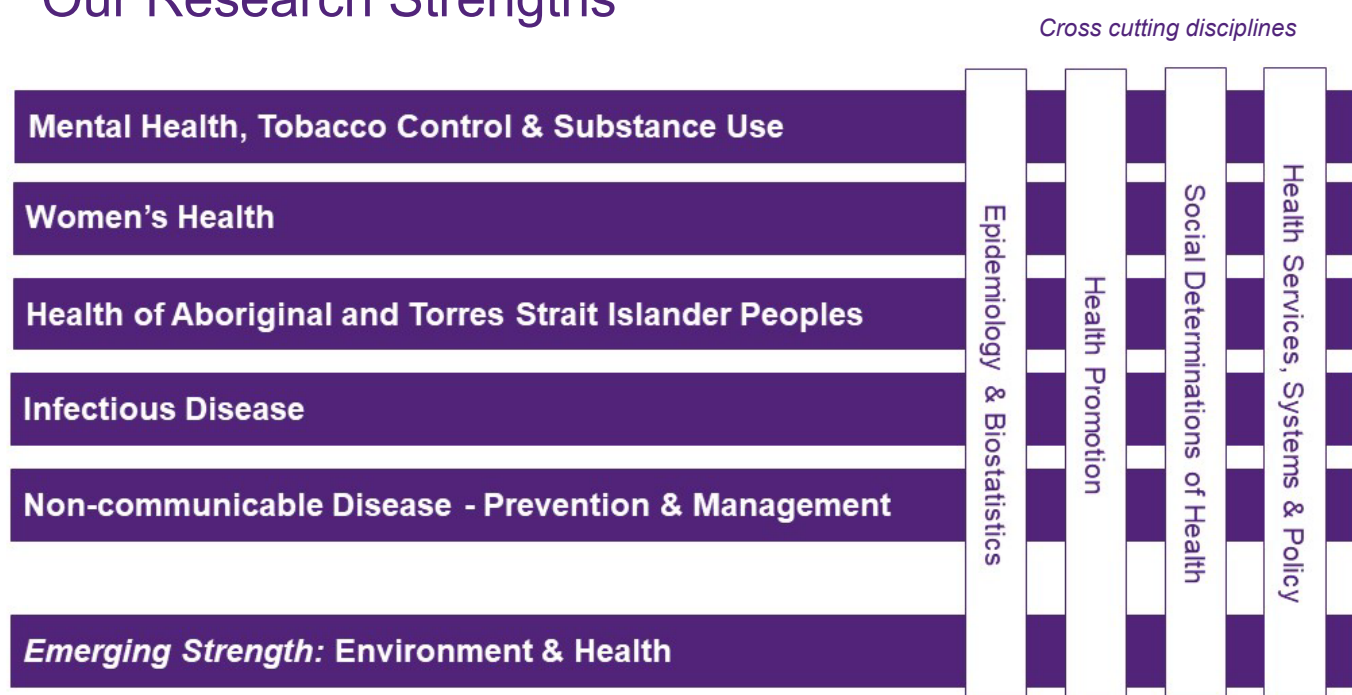 Our Research Strengths
Cross cutting disciplines
Mental Health, Tobacco Control & Substance Use
Women’s Health
Health of Aboriginal and Torres Strait Islander Peoples
Infectious Disease
Non-communicable Disease - Prevention & Management
Emerging Strength: Environment & Health
Epidemiology & Biostatistics
Health Promotion
Social Determinations of Health
Health Services, Systems & Policy